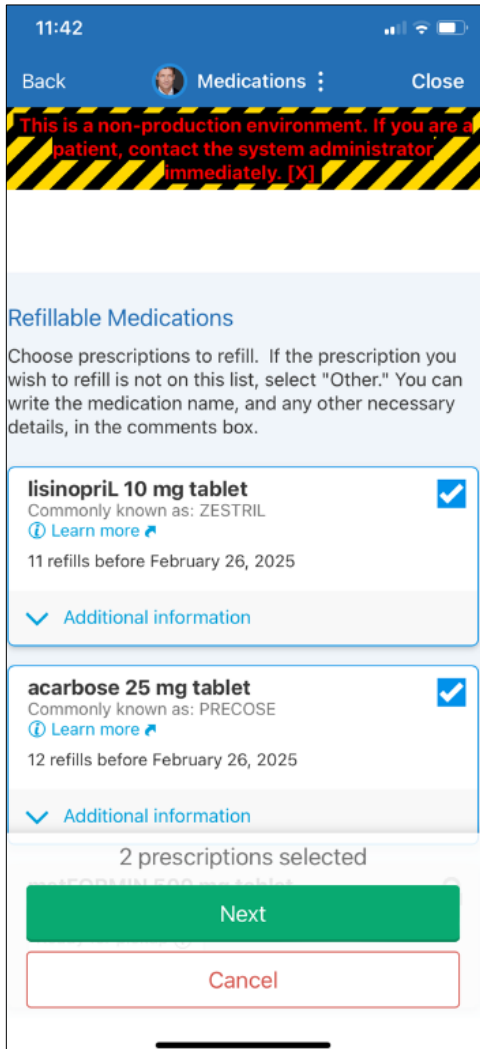 11:42
Back
Medications
Close
This is a non-production environment. If you are a
patient, contact the system administrator
immediately. [X]
Refillable Medications
Choose prescriptions to refill.  If the prescription you
wish to refill is not on this list, select "Other." You can
write the medication name, and any other necessary
details, in the comments box.
lisinopriL 10 mg tablet
Commonly known as: ZESTRIL
Learn more
11 refills before February 26, 2025
Additional information
acarbose 25 mg tablet
Commonly known as: PRECOSE
Learn more
12 refills before February 26, 2025
Additional information
2 prescriptions selected
metFORMIN 500 mg tablet
Next
Cancel